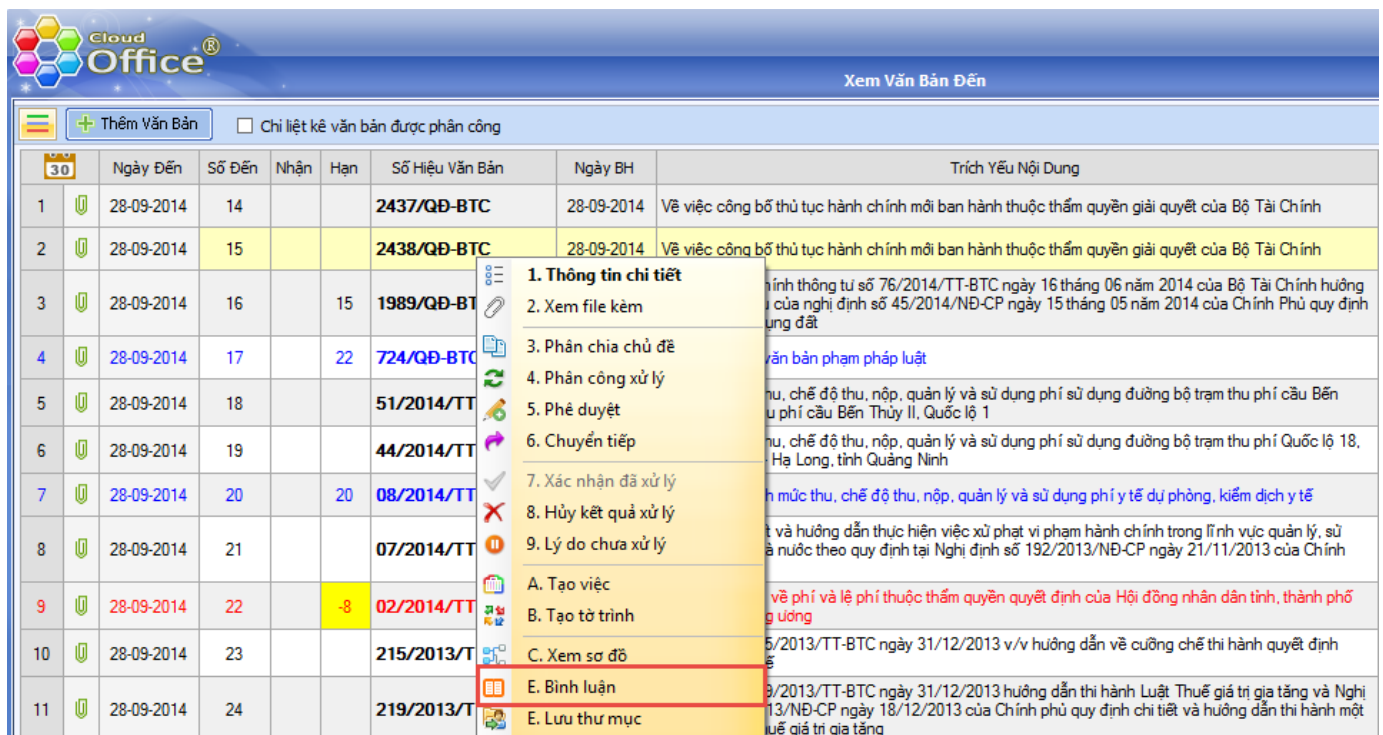 Cloud
Office®
Xem Văn Bản Đến
Thêm Văn Bản
Chỉ liệt kê văn bản được phân công
30 Ngày Đến Số Đến Nhận Hạn Số Hiệu Văn Bản Ngày BH Trích Yếu Nội Dung
1 28-09-2014 14 2437/QĐ-BTC 28-09-2014 Về việc công bố thủ tục hành chính mới ban hành thuộc thẩm quyền giải quyết của Bộ Tài Chính
2 28-09-2014 15 2438/QĐ-BTC 28-09-2014 Về việc công bố thủ tục hành chính mới ban hành thuộc thẩm quyền giải quyết của Bộ Tài Chính
3 28-09-2014 16 15 1989/QĐ-BT
ính thông tư số 76/2014/TT-BTC ngày 16 tháng 06 năm 2014 của Bộ Tài Chính hướng
của nghị định số 45/2014/NĐ-CP ngày 15 tháng 05 năm 2014 của Chính Phủ quy định
ụng đất
4 28-09-2014 17 22 724/QĐ-BTC văn bản phạm pháp luật
5 28-09-2014 18 51/2014/TT
hu, chế độ thu, nộp, quản lý và sử dụng phí sử dụng đường bộ trạm thu phí cầu Bến
u phí cầu Bến Thủy II, Quốc lộ 1
6 28-09-2014 19 44/2014/TT
hu, chế độ thu, nộp, quản lý và sử dụng phí sử dụng đường bộ trạm thu phí Quốc lộ 18,
Hạ Long, tỉnh Quảng Ninh
7 28-09-2014 20 20 08/2014/TT h mức thu, chế độ thu, nộp, quản lý và sử dụng phí y tế dự phòng, kiểm dịch y tế
8 28-09-2014 21 07/2014/TT
t và hướng dẫn thực hiện việc xử phạt vi phạm hành chính trong lĩnh vực quản lý, sử
à nước theo quy định tại Nghị định số 192/2013/NĐ-CP ngày 21/11/2013 của Chính
9 28-09-2014 22 -8 02/2014/TT
về phí và lệ phí thuộc thẩm quyền quyết định của Hội đồng nhân dân tỉnh, thành phố
g ương
10 28-09-2014 23 215/2013/T
5/2013/TT-BTC ngày 31/12/2013 v/v hướng dẫn về cưỡng chế thi hành quyết định
ế
11 28-09-2014 24 219/2013/T
9/2013/TT-BTC ngày 31/12/2013 hướng dẫn thi hành Luật Thuế giá trị gia tăng và Nghị
13/NĐ-CP ngày 18/12/2013 của Chính phủ quy định chi tiết và hướng dẫn thi hành một
uế giá trị gia tăng
1. Thông tin chi tiết
2. Xem file kèm
3. Phân chia chủ đề
4. Phân công xử lý
5. Phê duyệt
6. Chuyển tiếp
7. Xác nhận đã xử lý
8. Hủy kết quả xử lý
9. Lý do chưa xử lý
A. Tạo việc
B. Tạo tờ trình
C. Xem sơ đồ
E. Bình luận
E. Lưu thư mục